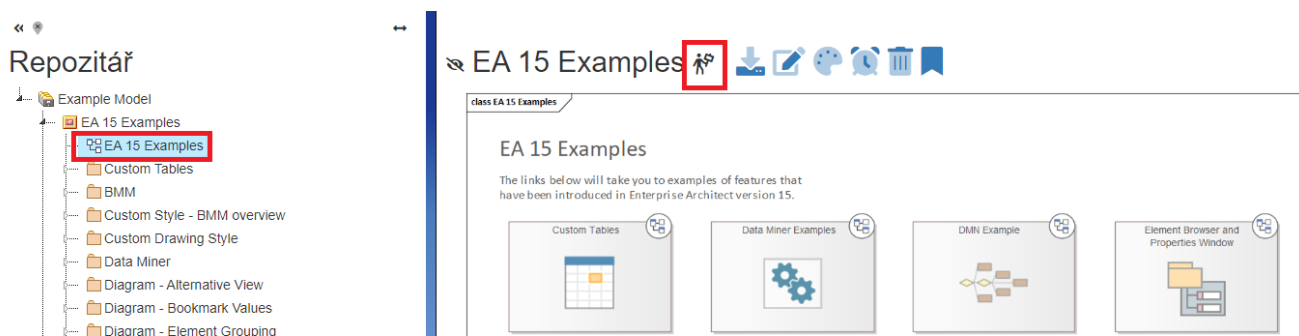 Repozitář
Example Model
EA 15 Examples
EA 15 Examples
Custom Tables
BMM
Custom Style - BMM overview
Custom Drawing Style
Data Miner
Diagram - Alternative View
Diagram - Bookmark Values
Diagram - Element Grouping
EA 15 Examples
class EA 15 Examples
EA 15 Examples
The links below will take you to examples of features that
have been introduced in Enterprise Architect version 15.
Custom Tables
Data Miner Examples
DMN Example
Element Browser and
Properties Window